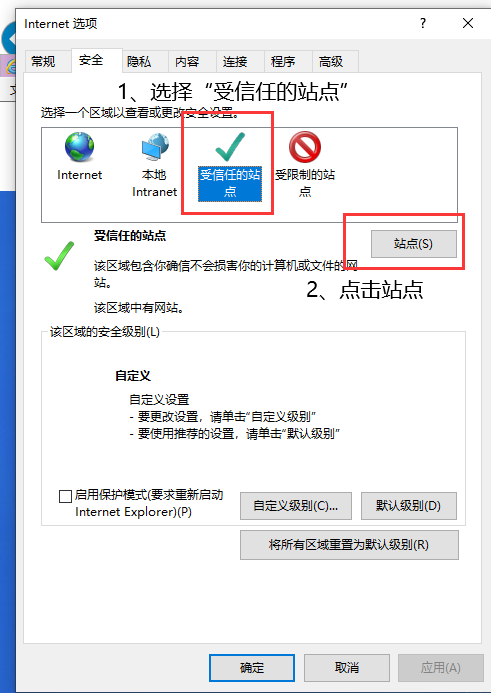 Internet 选项
?
常规 安全 隐私 内容 连接 程序 高级
1、选择“受信任的站点”
选择一个区域以查看或更改安全设置。
Internet
本地
Intranet
受信任的站
点
受限制的站
点
受信任的站点
站点(S)
该区域包含你确信不会损害你的计算机或文件的网
站。
2、点击站点
该区域中有网站。
该区域的安全级别(L)
自定义
自定义设置
- 要更改设置，请单击“自定义级别”
- 要使用推荐的设置，请单击“默认级别”
启用保护模式(要求重新启动
Internet Explorer)(P)
自定义级别(C)... 默认级别(D)
将所有区域重置为默认级别(R)
确定 取消 应用(A)